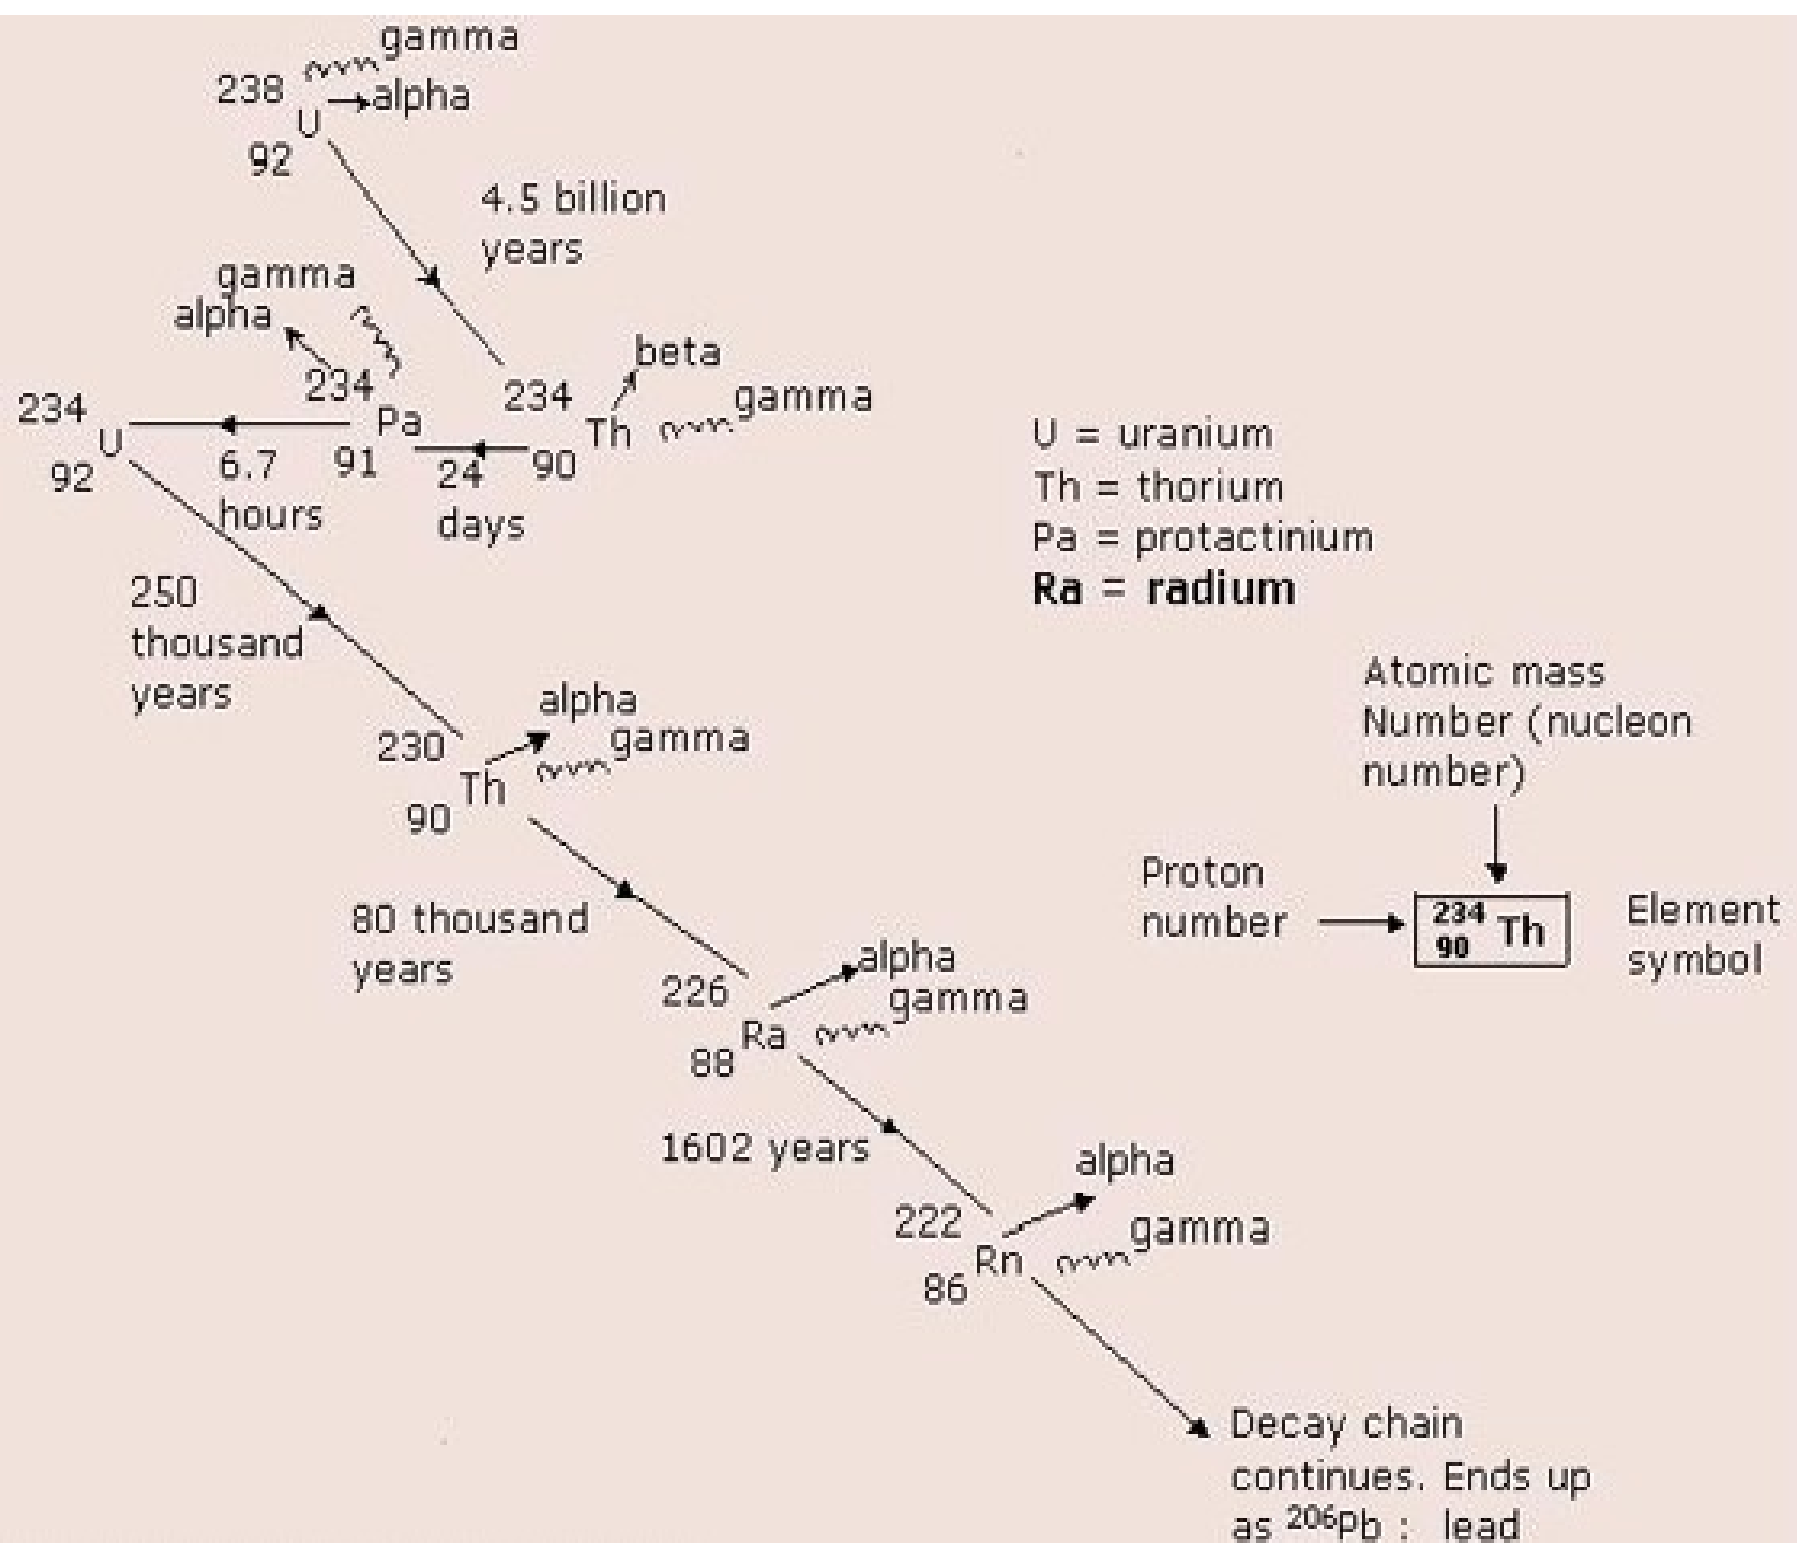 gamma
238
alpha
U
92
4.5 billion
years
gamma
alpha
beta
234
234
gamma
234
Pa
Th
U
92
6.7
91
24
90
hours
days
U = uranium
Th = thorium
Pa = protactinium
Ra = radium
250
thousand
years
Atomic mass
Number (nucleon
number)
alpha
230
gamma
Th
90
Proton
number
234
90
Th
Element
symbol
80 thousand
years
alpha
226
gamma
Ra
88
1602 years
alpha
222
gamma
Rn
86
Decay chain
continues. Ends up
as 206Pb : lead